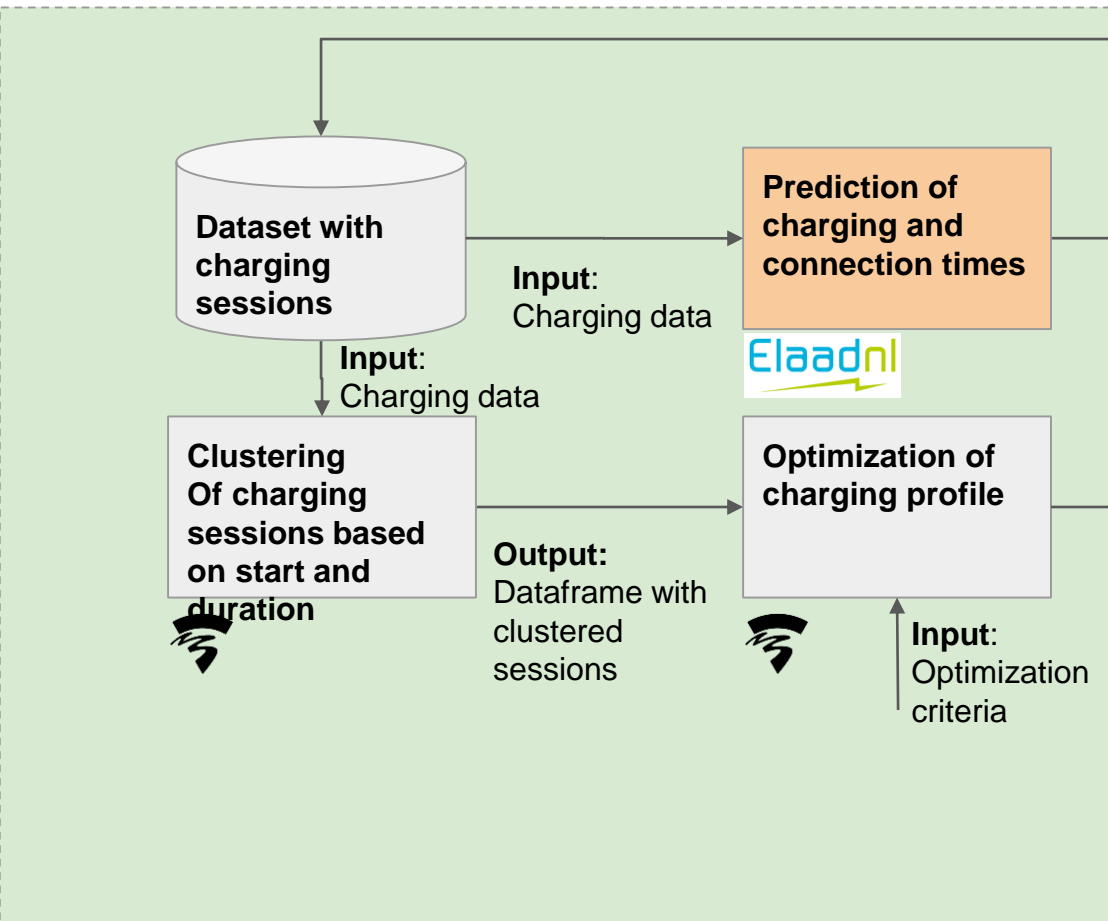 Dataset with
charging
sessions
Input:
Charging data
Prediction of
charging and
connection times
Elaadnl
Input:
Charging data
Clustering
Of charging
sessions based
on start and
duration
Output:
Dataframe with
clustered
sessions
Optimization of
charging profile
Input:
Optimization
criteria